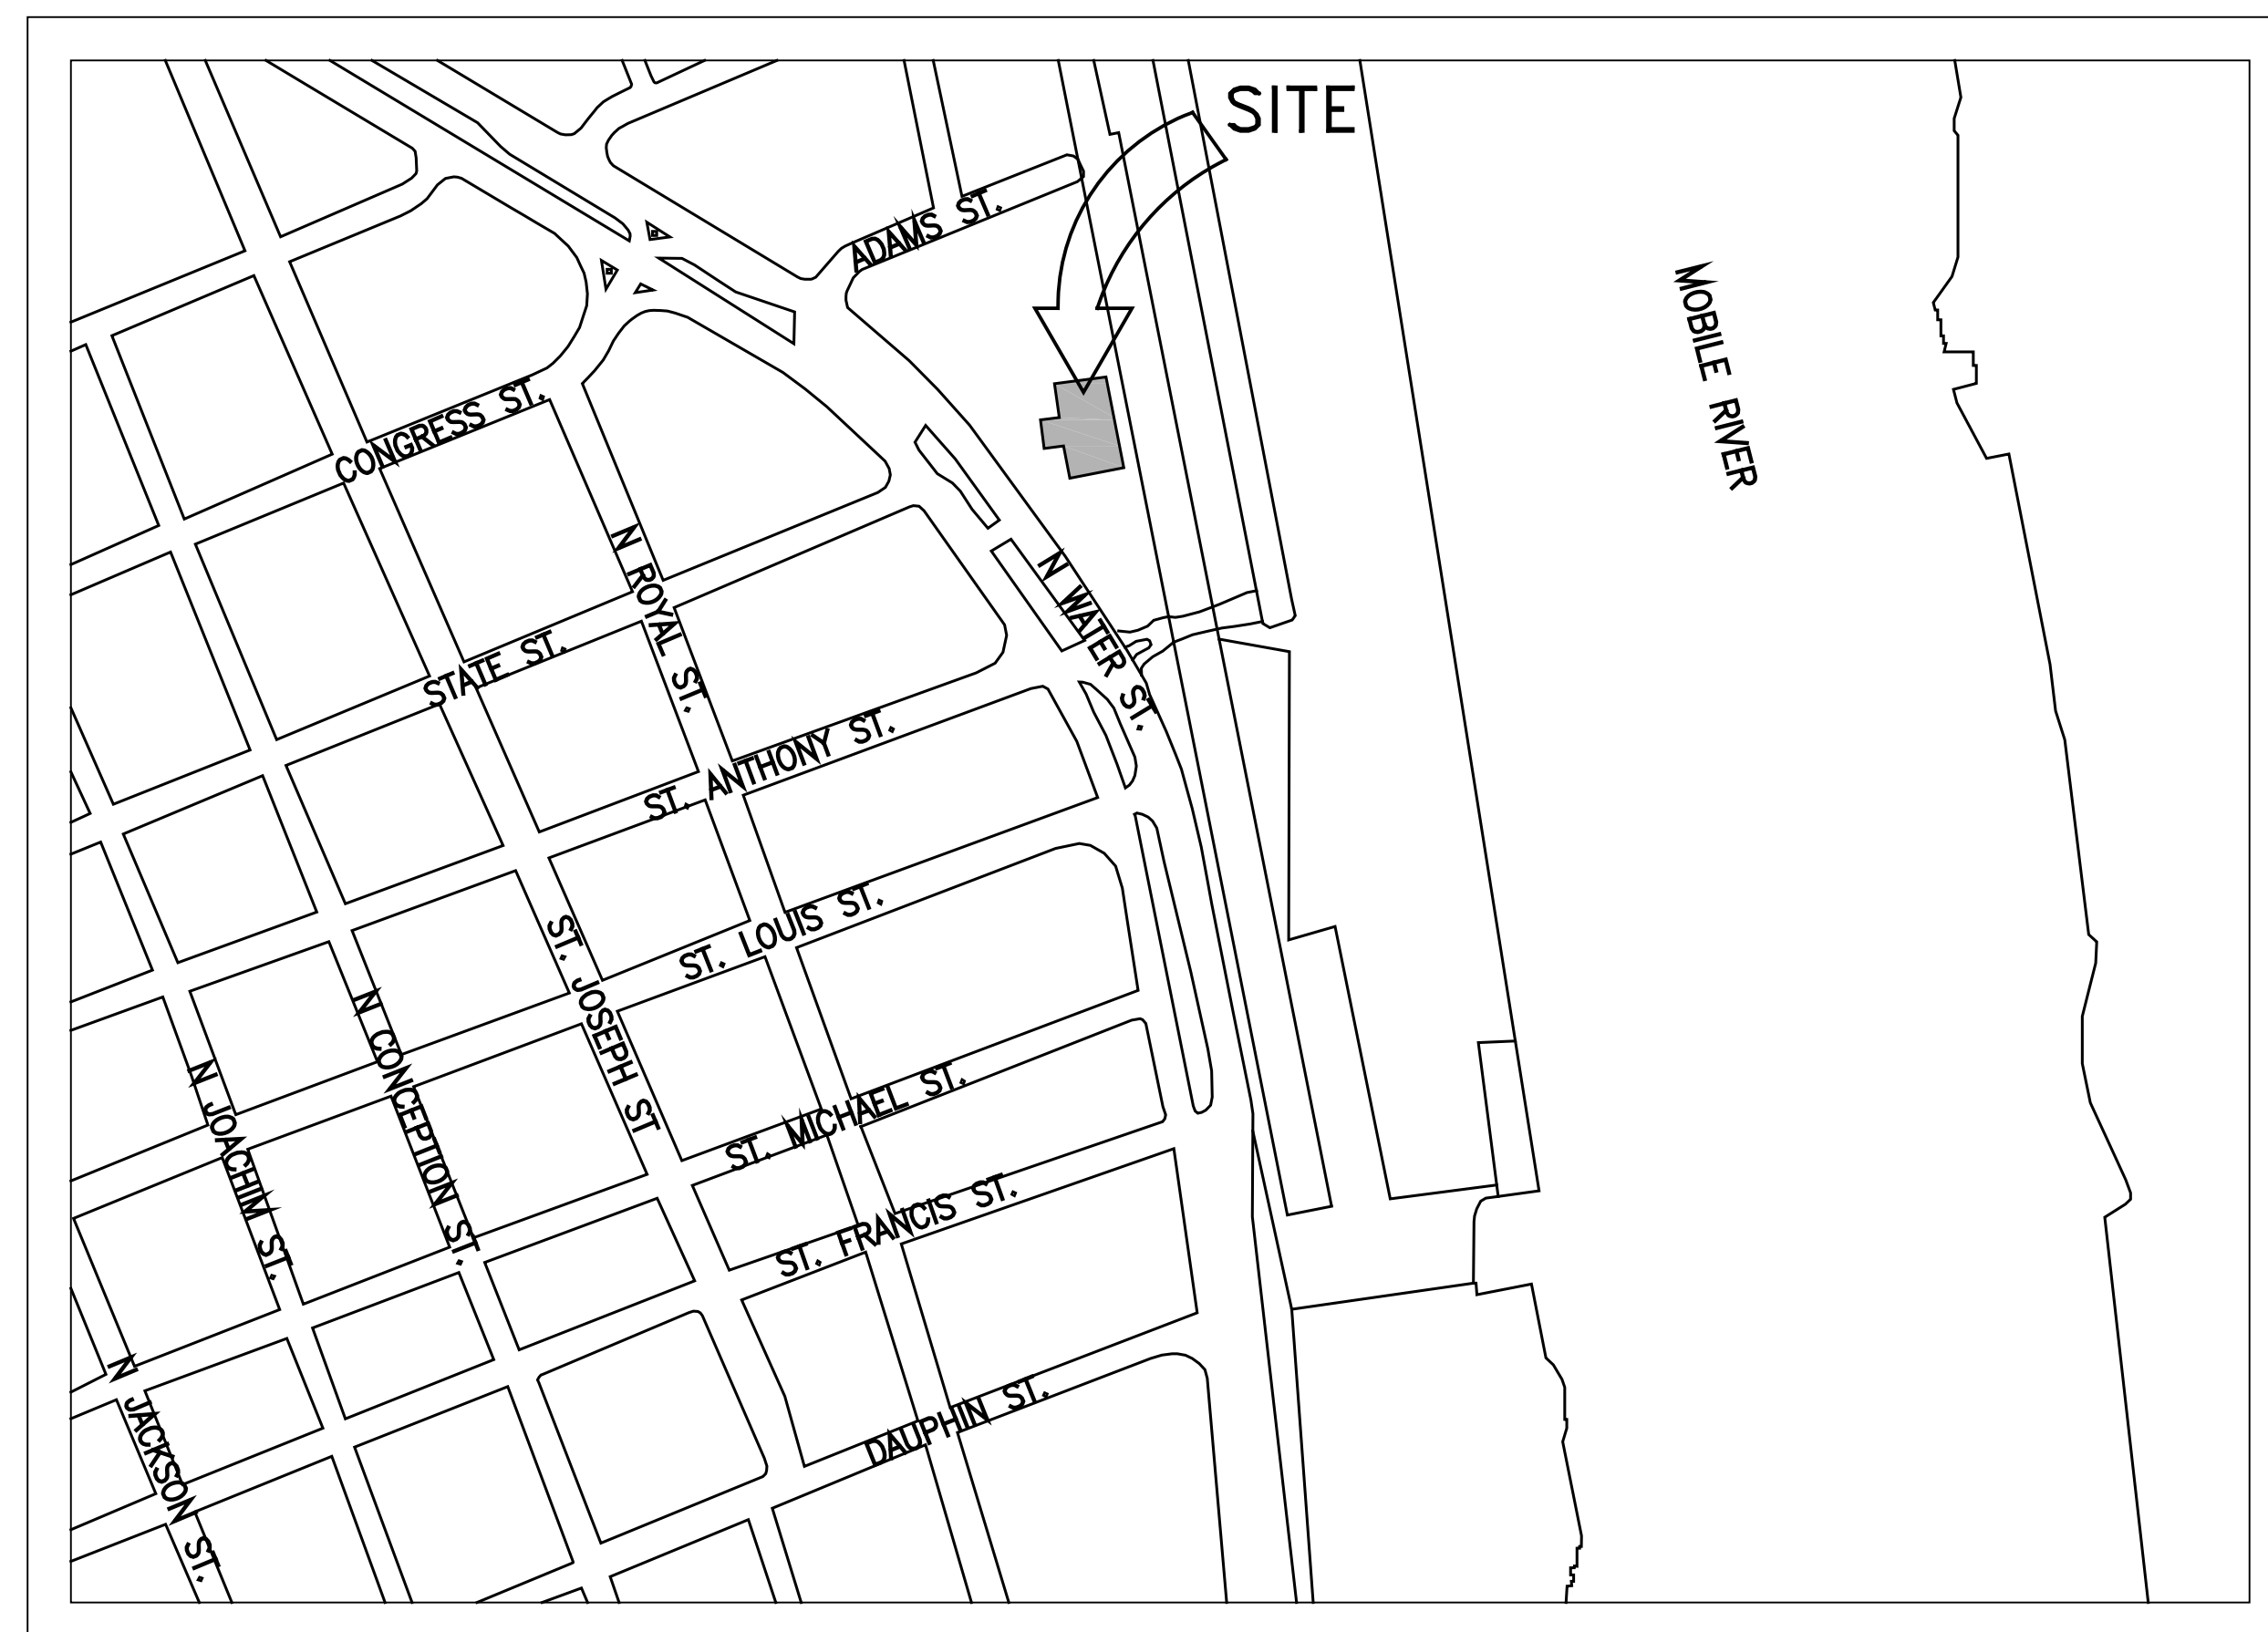 SITE
ADAMS ST.
MOBILE RIVER
CONGRESS ST.
N ROYAL ST.
N WATER ST.
STATE ST.
ST. ANTHONY ST.
ST. LOUIS ST.
ST. JOSEPH ST
N CONCEPTION ST.
N JOACHIM ST.
ST. MICHAEL ST.
ST. FRANCIS ST.
N JACKSON ST.
DAUPHIN ST.